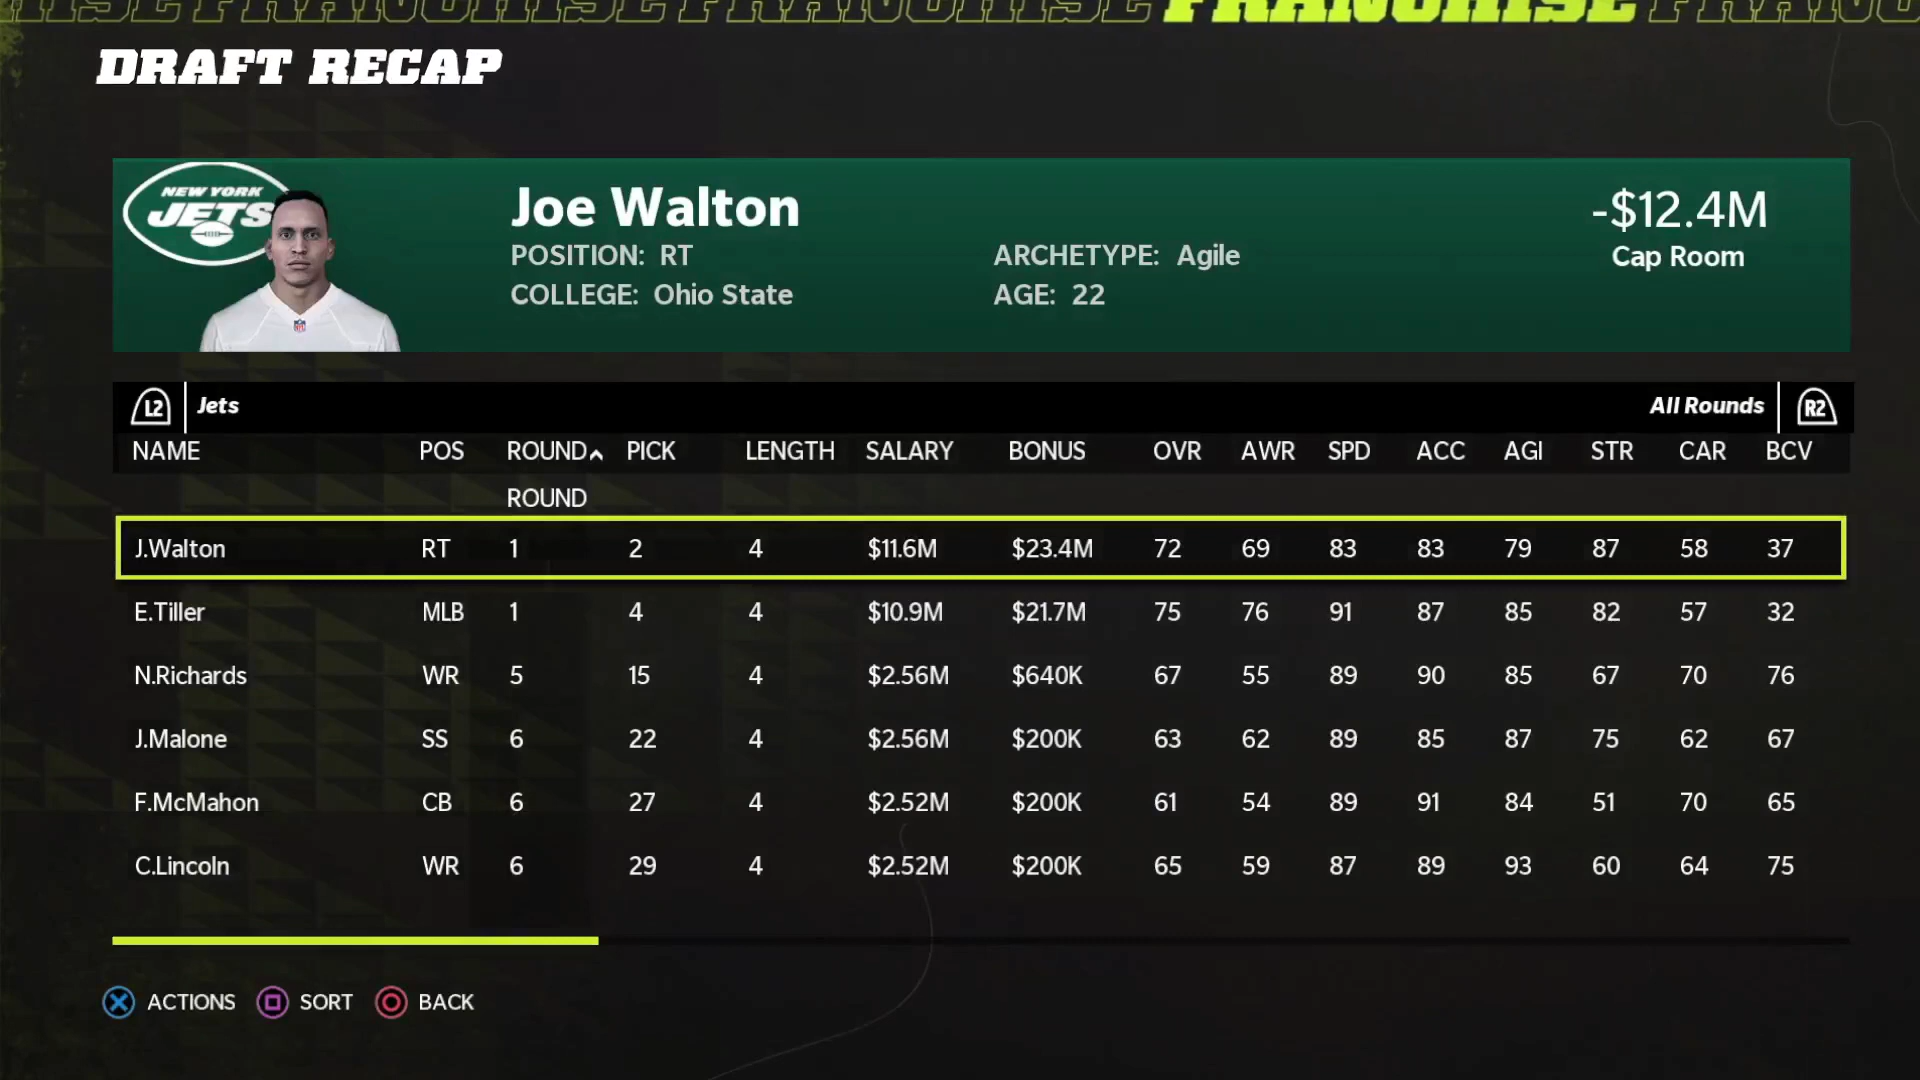 FRANCHISE FRANCHISE FRANCHISE FRANCHISE
DRAFT RECAP
NEW YORK
JETS
Joe Walton
POSITION: RT
ARCHETYPE: Agile
COLLEGE: Ohio State
AGE: 22
-$12.4M
Cap Room
L2 Jets All Rounds R2
NAME POS ROUND PICK LENGTH SALARY BONUS OVR AWR SPD ACC AGI STR CAR BCV
ROUND
J.Walton RT 1 2 4 $11.6M $23.4M 72 69 83 83 79 87 58 37
E.Tiller MLB 1 4 4 $10.9M $21.7M 75 76 91 87 85 82 57 32
N.Richards WR 5 15 4 $2.56M $640K 67 55 89 90 85 67 70 76
J.Malone SS 6 22 4 $2.56M $200K 63 62 89 85 87 75 62 67
F.McMahon CB 6 27 4 $2.52M $200K 61 54 89 91 84 51 70 65
C.Lincoln WR 6 29 4 $2.52M $200K 65 59 87 89 93 60 64 75
ACTIONS SORT BACK